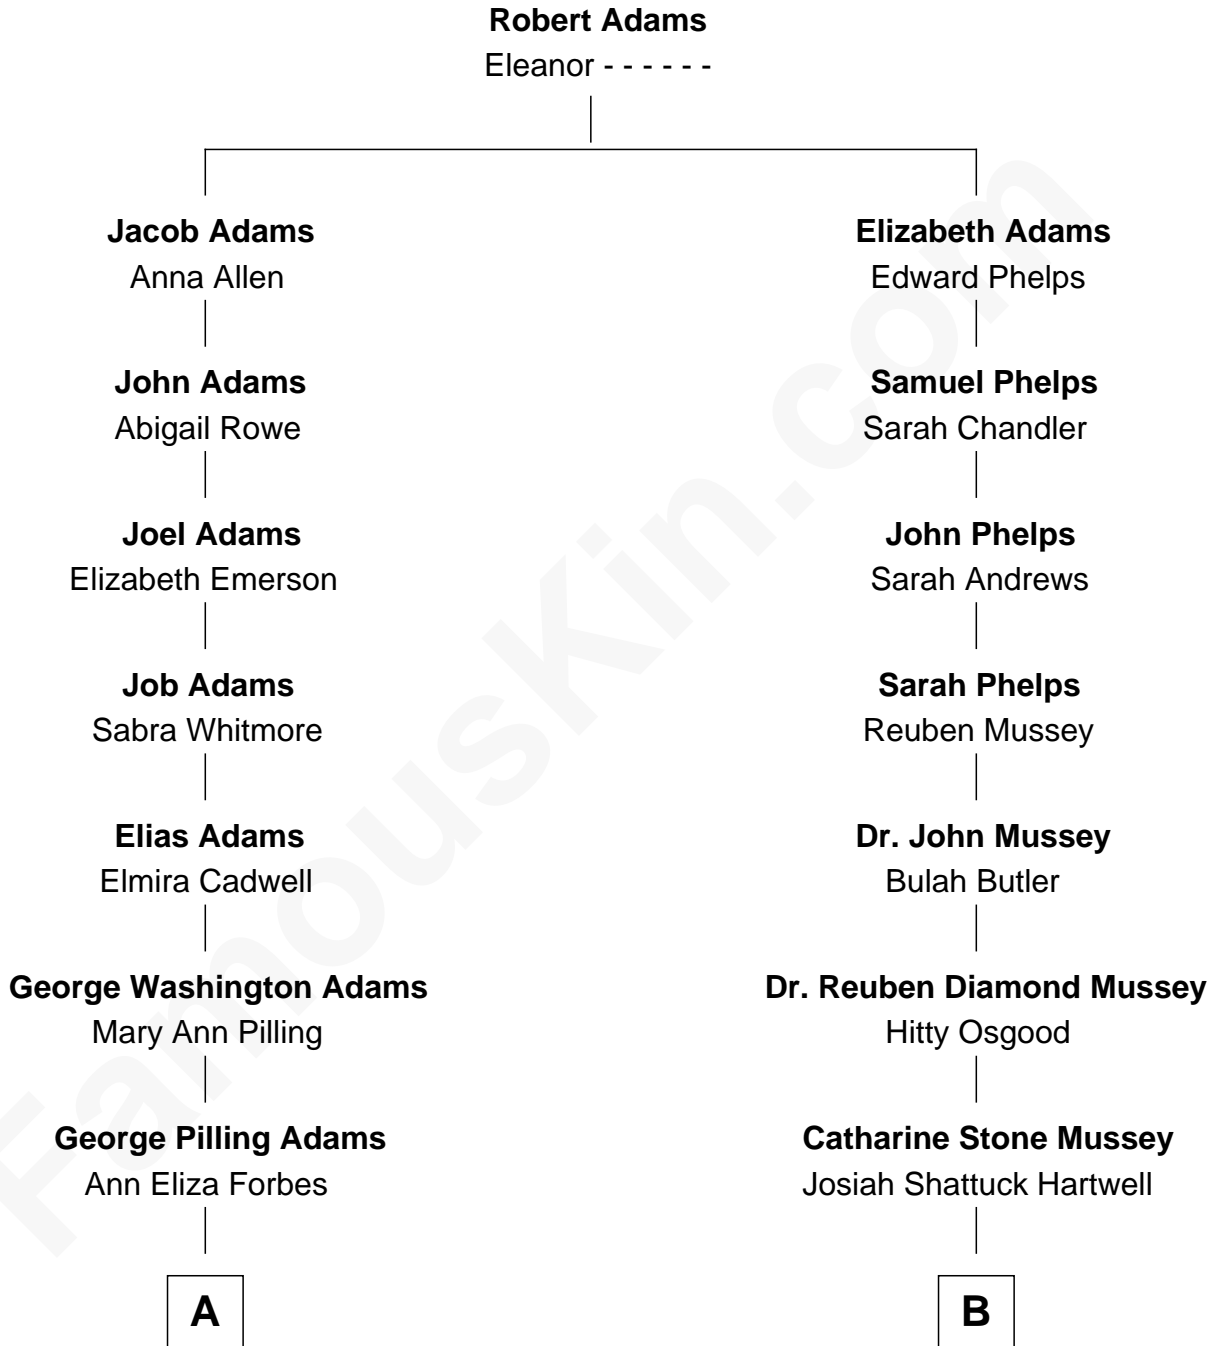 Robert Adams
Eleanor - - - - - -
Jacob Adams
Anna Allen
Elizabeth Adams
Edward Phelps
John Adams
Abigail Rowe
Samuel Phelps
Sarah Chandler
Joel Adams
Elizabeth Emerson
John Phelps
Sarah Andrews
Job Adams
Sabra Whitmore
Sarah Phelps
Reuben Mussey
Elias Adams
Elmira Cadwell
Dr. John Mussey
Bulah Butler
George Washington Adams
Mary Ann Pilling
Dr. Reuben Diamond Mussey
Hitty Osgood
George Pilling Adams
Ann Eliza Forbes
Catharine Stone Mussey
Josiah Shattuck Hartwell
A
B
FamousKin.com